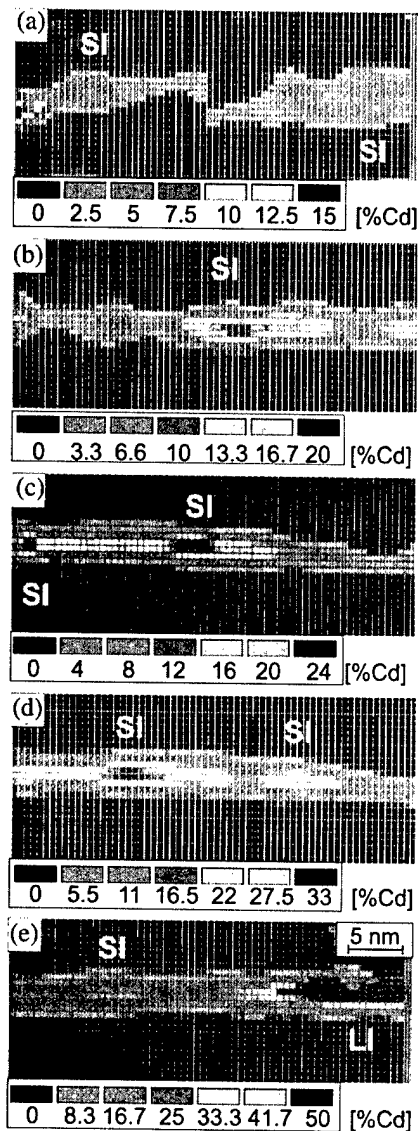 (a)
SI
SI
0 2.5 5 7.5 10 12.5 15 [%Cd]
(b)
SI
0 3.3 6.6 10 13.3 16.7 20 [%Cd]
(c)
SI
SI
0 4 8 12 16 20 24 [%Cd]
(d)
SI SI
0 5.5 11 16.5 22 27.5 33 [%Cd]
(e)
SI
5 nm
LI
0 8.3 16.7 25 33.3 41.7 50 [%Cd]